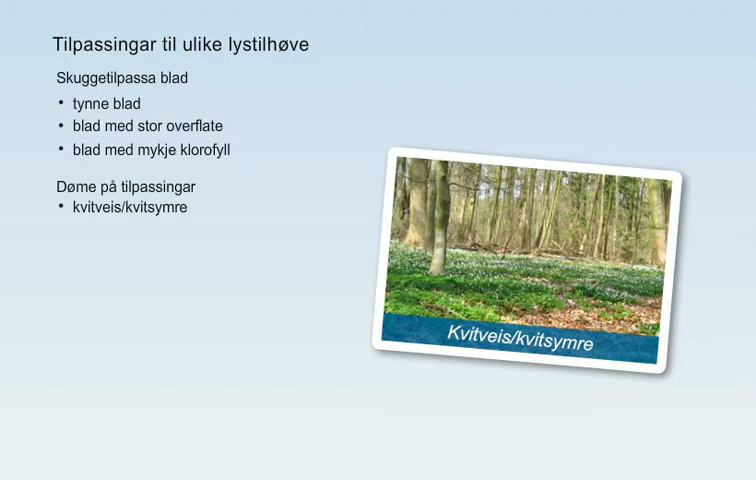 Tilpassingar til ulike lystilhøve
Skuggetilpassa blad
• tynne blad
• blad med stor overflate
• blad med mykje klorofyll
Døme på tilpassingar
• kvitveis/kvitsymre
Kvitveis/kvitsymre